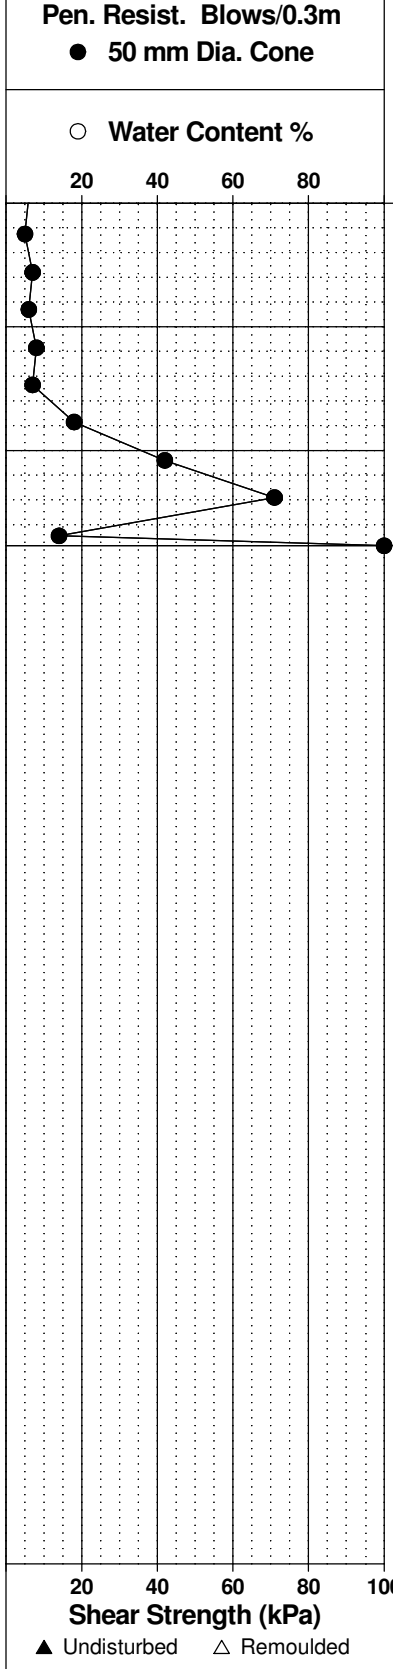 Pen. Resist. Blows/0.3m
● 50 mm Dia. Cone
○ Water Content %
20 40 60 80
20 40 60 80 100
Shear Strength (kPa)
▲ Undisturbed △ Remoulded